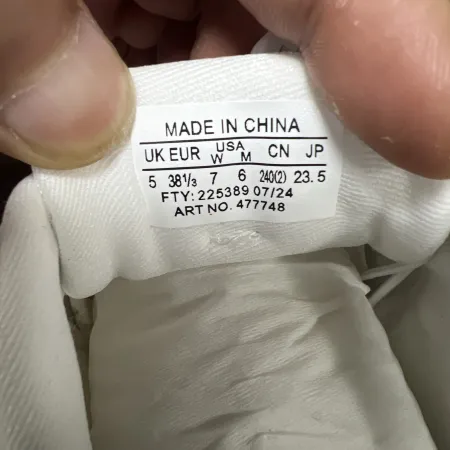 MADE IN CHINA
UK EUR USA W M CN JP
5 38⅓ 7 6 240(2) 23.5
FTY: 225389 07/24
ART NO. 477748